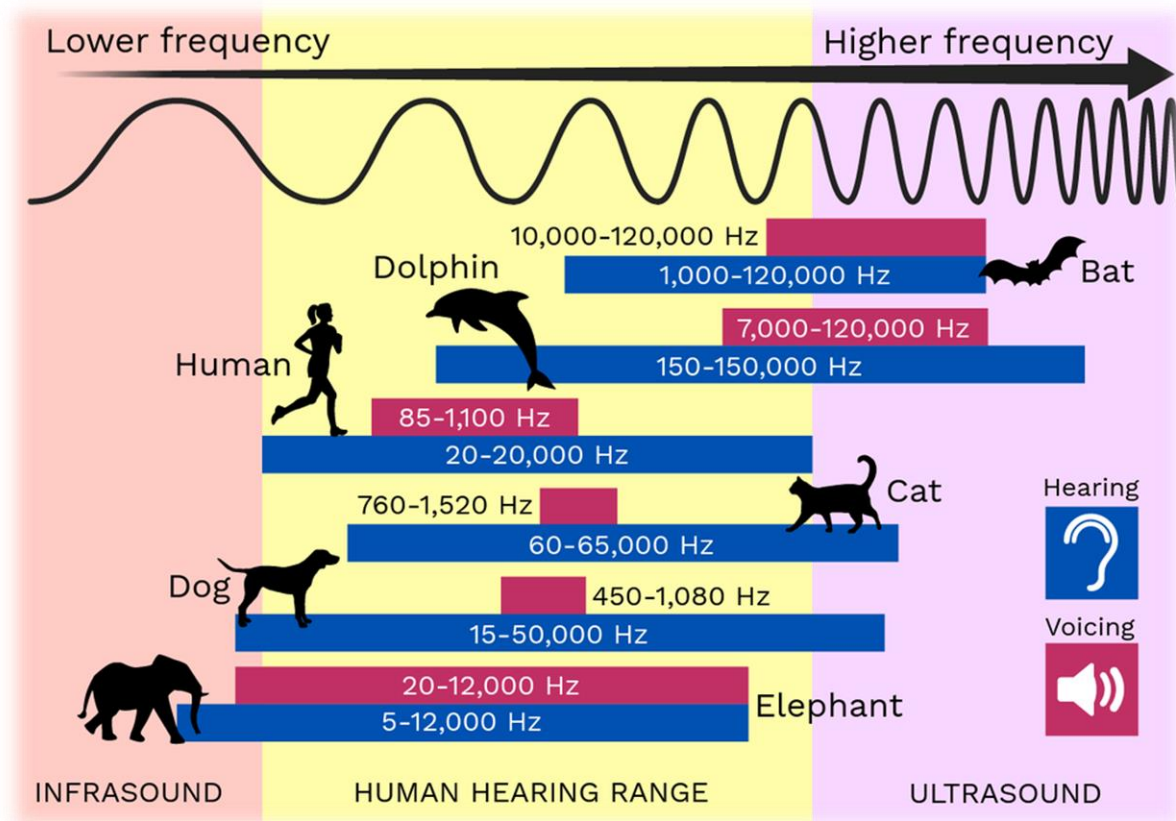 Lower frequency
Higher frequency
10,000-120,000 Hz
1,000-120,000 Hz
Bat
Dolphin
7,000-120,000 Hz
150-150,000 Hz
Human
85-1,100 Hz
20-20,000 Hz
Cat
760-1,520 Hz
60-65,000 Hz
Hearing
Dog
450-1,080 Hz
15-50,000 Hz
Voicing
20-12,000 Hz
5-12,000 Hz
Elephant
INFRASOUND
HUMAN HEARING RANGE
ULTRASOUND